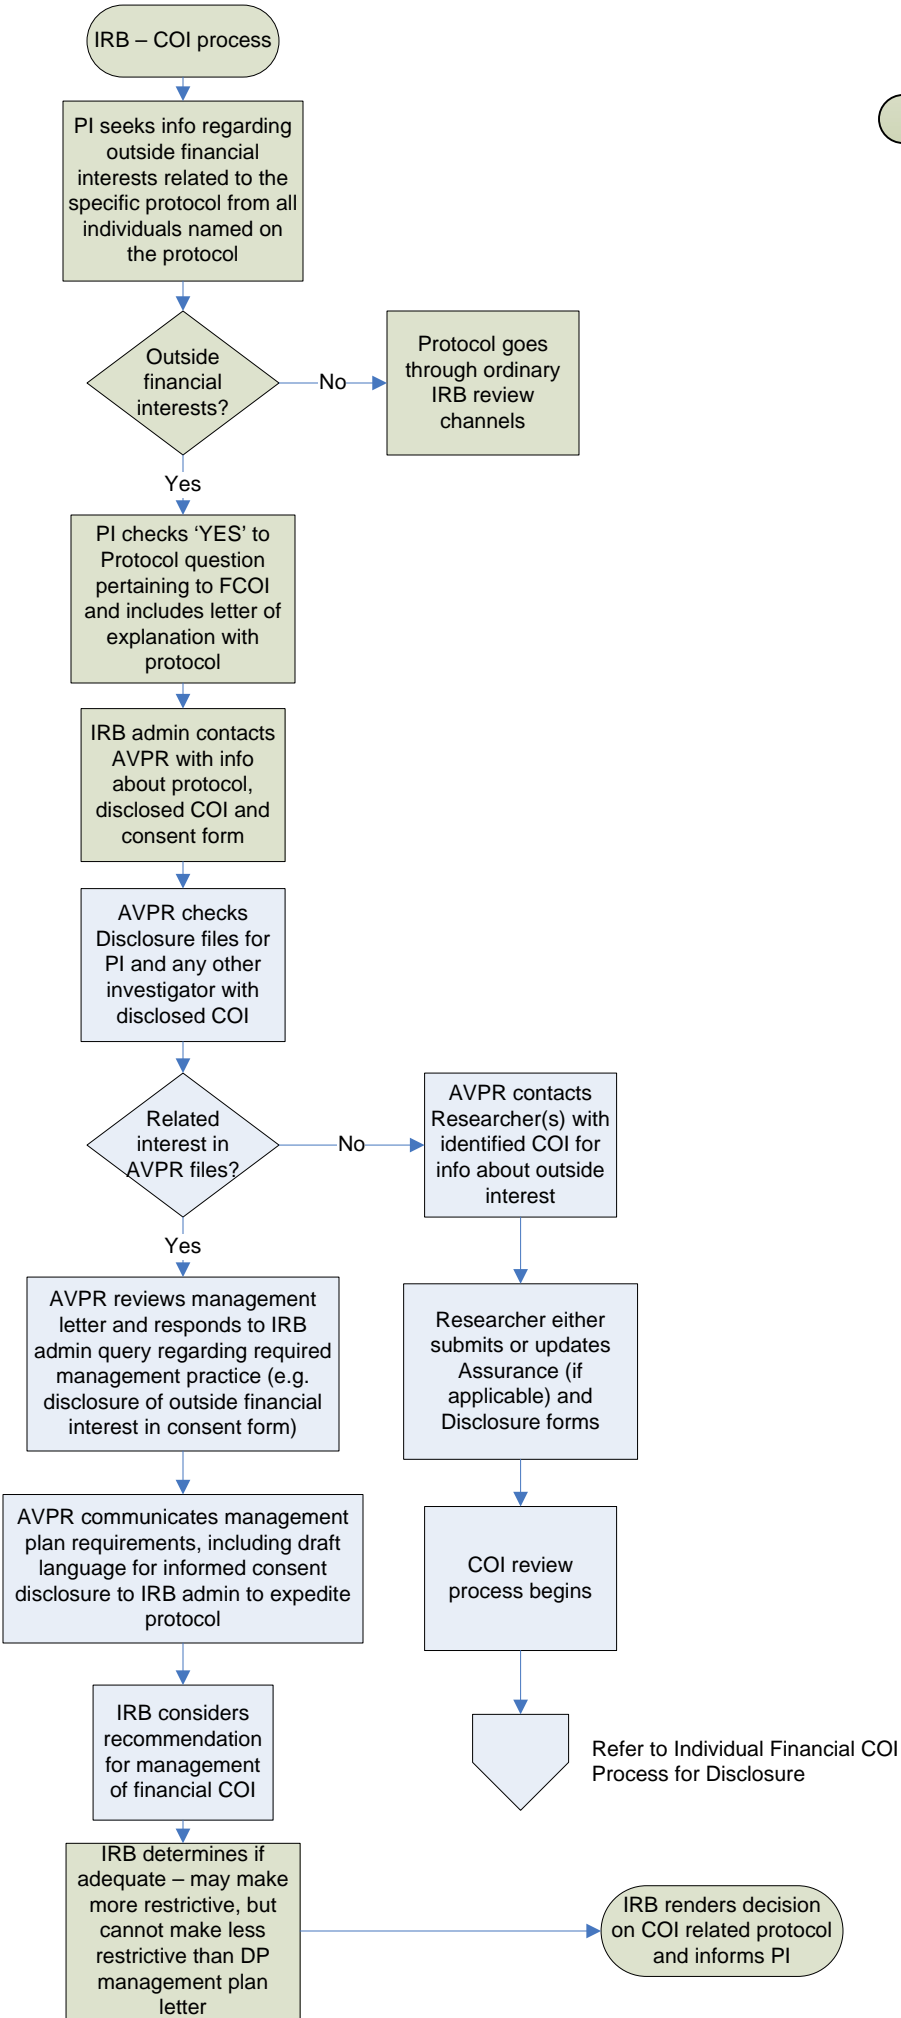 IRB – COI process
PI seeks info regarding
outside financial
interests related to the
specific protocol from all
individuals named on
the protocol
Outside
financial
interests?
No
Protocol goes
through ordinary
IRB review
channels
Yes
PI checks ‘YES’ to
Protocol question
pertaining to FCOI
and includes letter of
explanation with
protocol
IRB admin contacts
AVPR with info
about protocol,
disclosed COI and
consent form
AVPR checks
Disclosure files for
PI and any other
investigator with
disclosed COI
Related
interest in
AVPR files?
No
AVPR contacts
Researcher(s) with
identified COI for
info about outside
interest
Yes
AVPR reviews management
letter and responds to IRB
admin query regarding required
management practice (e.g.
disclosure of outside financial
interest in consent form)
Researcher either
submits or updates
Assurance (if
applicable) and
Disclosure forms
AVPR communicates management
plan requirements, including draft
language for informed consent
disclosure to IRB admin to expedite
protocol
COI review
process begins
IRB considers
recommendation
for management
of financial COI
Refer to Individual Financial COI
Process for Disclosure
IRB determines if
adequate – may make
more restrictive, but
cannot make less
restrictive than DP
management plan
letter
IRB renders decision
on COI related protocol
and informs PI